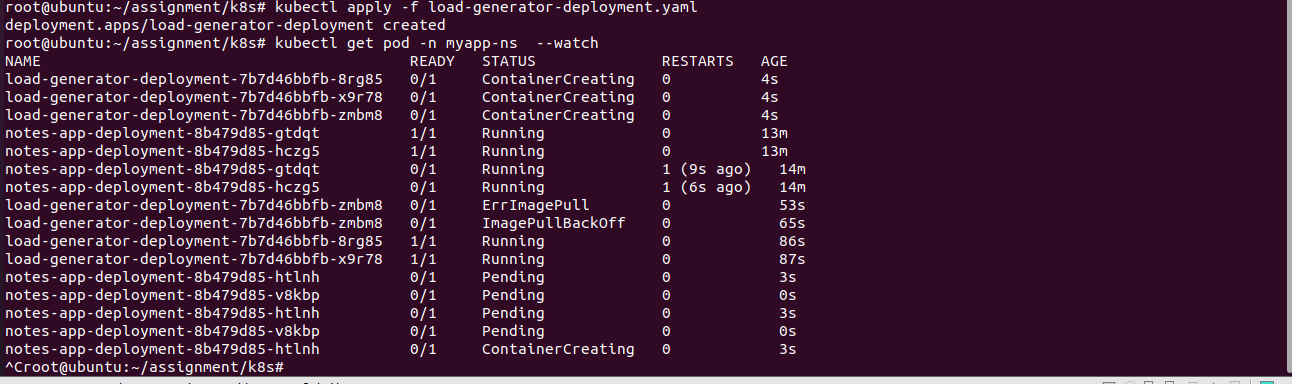 root@ubuntu:~/assignment/k8s# kubectl apply -f load-generator-deployment.yaml
deployment.apps/load-generator-deployment created
root@ubuntu:~/assignment/k8s# kubectl get pod -n myapp-ns  --watch
NAME                                         READY   STATUS              RESTARTS   AGE
load-generator-deployment-7b7d46bbfb-8rg85   0/1     ContainerCreating   0          4s
load-generator-deployment-7b7d46bbfb-x9r78   0/1     ContainerCreating   0          4s
load-generator-deployment-7b7d46bbfb-zmbm8   0/1     ContainerCreating   0          4s
notes-app-deployment-8b479d85-gtdqt          1/1     Running             0          13m
notes-app-deployment-8b479d85-hczg5          1/1     Running             0          13m
notes-app-deployment-8b479d85-gtdqt          0/1     Running             1 (9s ago)   14m
notes-app-deployment-8b479d85-hczg5          0/1     Running             1 (6s ago)   14m
load-generator-deployment-7b7d46bbfb-zmbm8   0/1     ErrImagePull        0            53s
load-generator-deployment-7b7d46bbfb-zmbm8   0/1     ImagePullBackOff    0            65s
load-generator-deployment-7b7d46bbfb-8rg85   1/1     Running             0            86s
load-generator-deployment-7b7d46bbfb-x9r78   1/1     Running             0            87s
notes-app-deployment-8b479d85-htlnh          0/1     Pending             0            3s
notes-app-deployment-8b479d85-v8kbp          0/1     Pending             0            0s
notes-app-deployment-8b479d85-htlnh          0/1     Pending             0            3s
notes-app-deployment-8b479d85-v8kbp          0/1     Pending             0            0s
notes-app-deployment-8b479d85-htlnh          0/1     ContainerCreating   0            3s
^Croot@ubuntu:~/assignment/k8s#